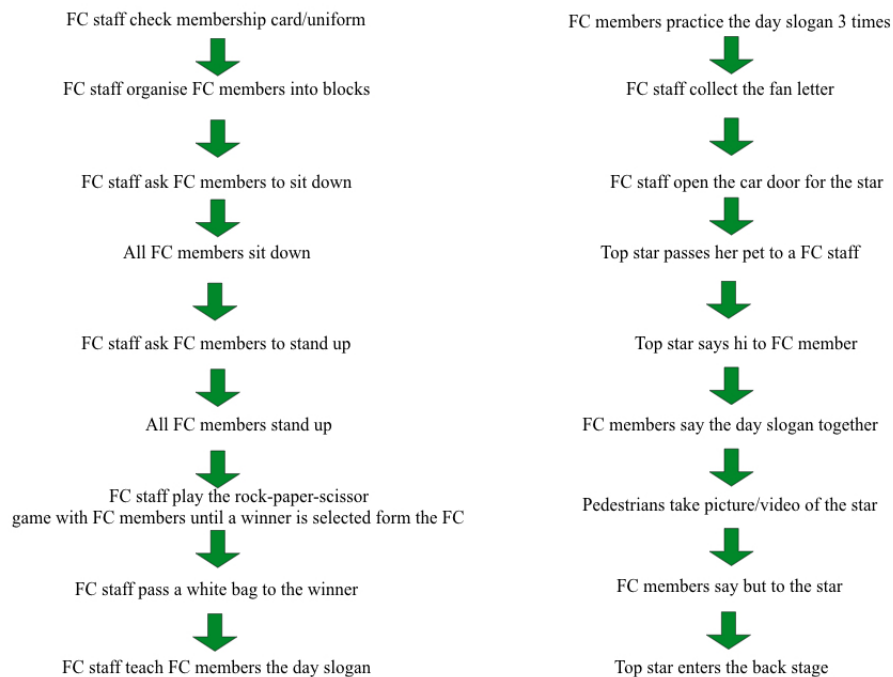 FC staff check membership card/uniform
FC staff organise FC members into blocks
FC staff ask FC members to sit down
All FC members sit down
FC staff ask FC members to stand up
All FC members stand up
FC staff play the rock-paper-scissor
game with FC members until a winner is selected form the FC
FC staff pass a white bag to the winner
FC staff teach FC members the day slogan
FC members practice the day slogan 3 times
FC staff collect the fan letter
FC staff open the car door for the star
Top star passes her pet to a FC staff
Top star says hi to FC member
FC members say the day slogan together
Pedestrians take picture/video of the star
FC members say but to the star
Top star enters the back stage